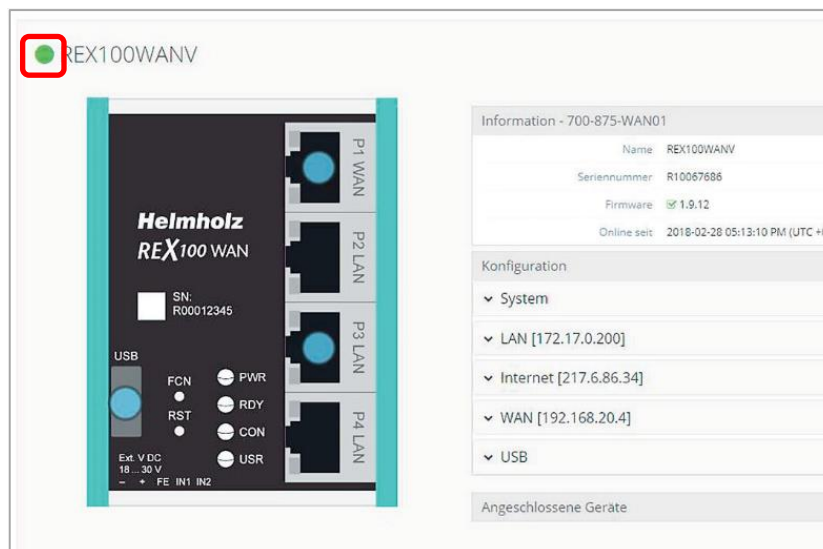 REX100WANV
Helmholz
REX100 WAN
SN:
R00012345
USB
FCN
RST
PWR
RDY
CON
USR
Ext. V DC
18 ... 30 V
– + FE IN1 IN2
P1 WAN
P2 LAN
P3 LAN
P4 LAN
Information - 700-875-WAN01
Name REX100WANV
Seriennummer R10067686
Firmware 1.9.12
Online seit 2018-02-28 05:13:10 PM (UTC +
Konfiguration
System
LAN [172.17.0.200]
Internet [217.6.86.34]
WAN [192.168.20.4]
USB
Angeschlossene Geräte